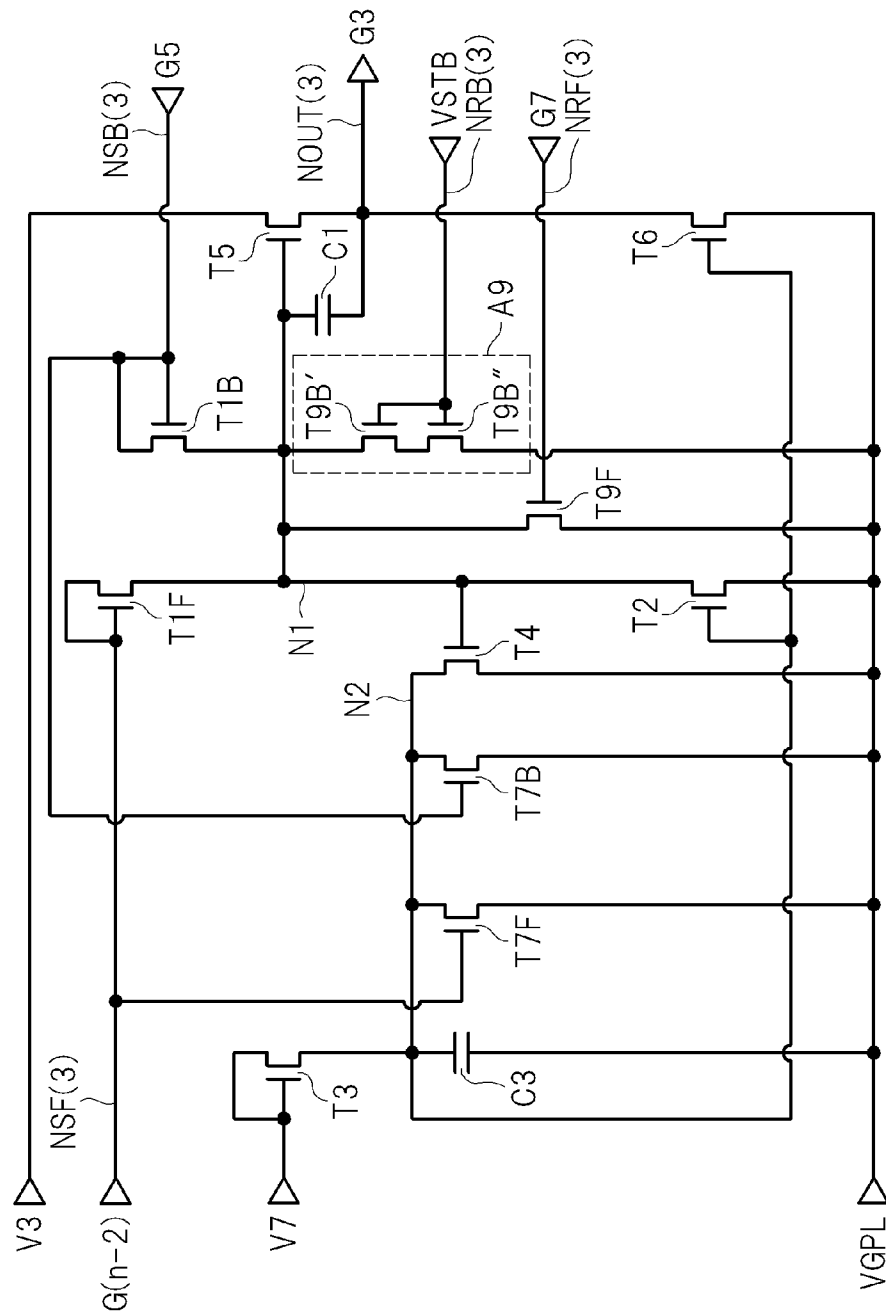 V3
G(n-2)
NSF(3)
V7
VGPL
T3
C3
T7F
T7B
N2
T4
T2
T1F
N1
T9F
T1B
T9B′
T9B″
A9
C1
T5
T6
NSB(3)
G5
NOUT(3)
G3
VSTB
NRB(3)
G7
NRF(3)